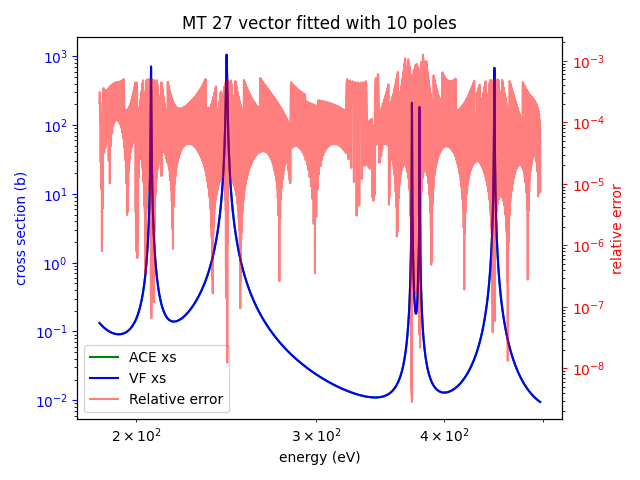 MT 27 vector fitted with 10 poles
cross section (b)
10³
10²
10¹
10⁰
10⁻¹
10⁻²
10⁻³
10⁻⁴
10⁻⁵
10⁻⁶
10⁻⁷
10⁻⁸
relative error
ACE xs
VF xs
Relative error
2 × 10² 3 × 10² 4 × 10²
energy (eV)